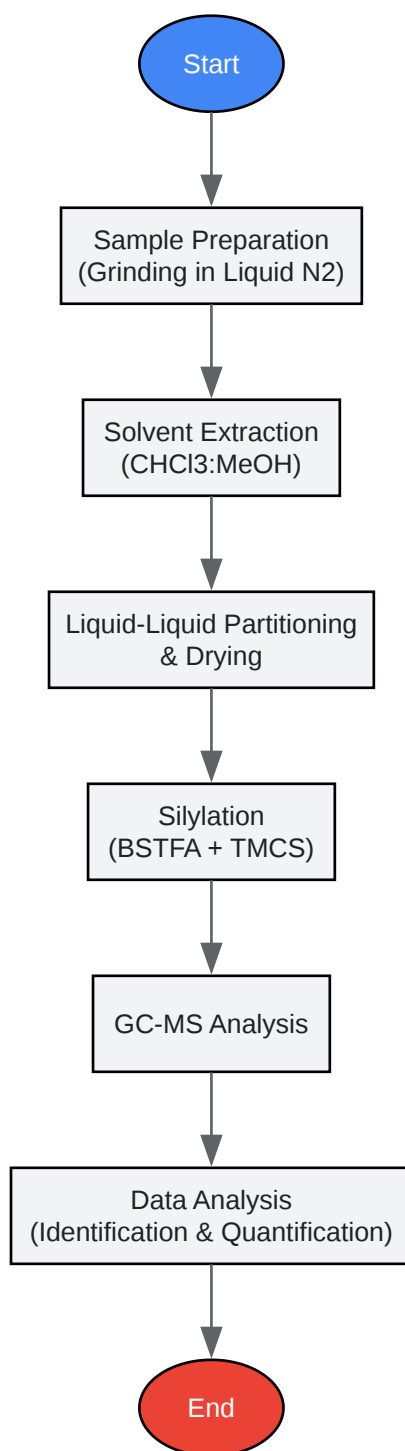 Start
Sample Preparation
(Grinding in Liquid N2)
Solvent Extraction
(CHCl3:MeOH)
Liquid-Liquid Partitioning
& Drying
Silylation
(BSTFA + TMCS)
GC-MS Analysis
Data Analysis
(Identification & Quantification)
End